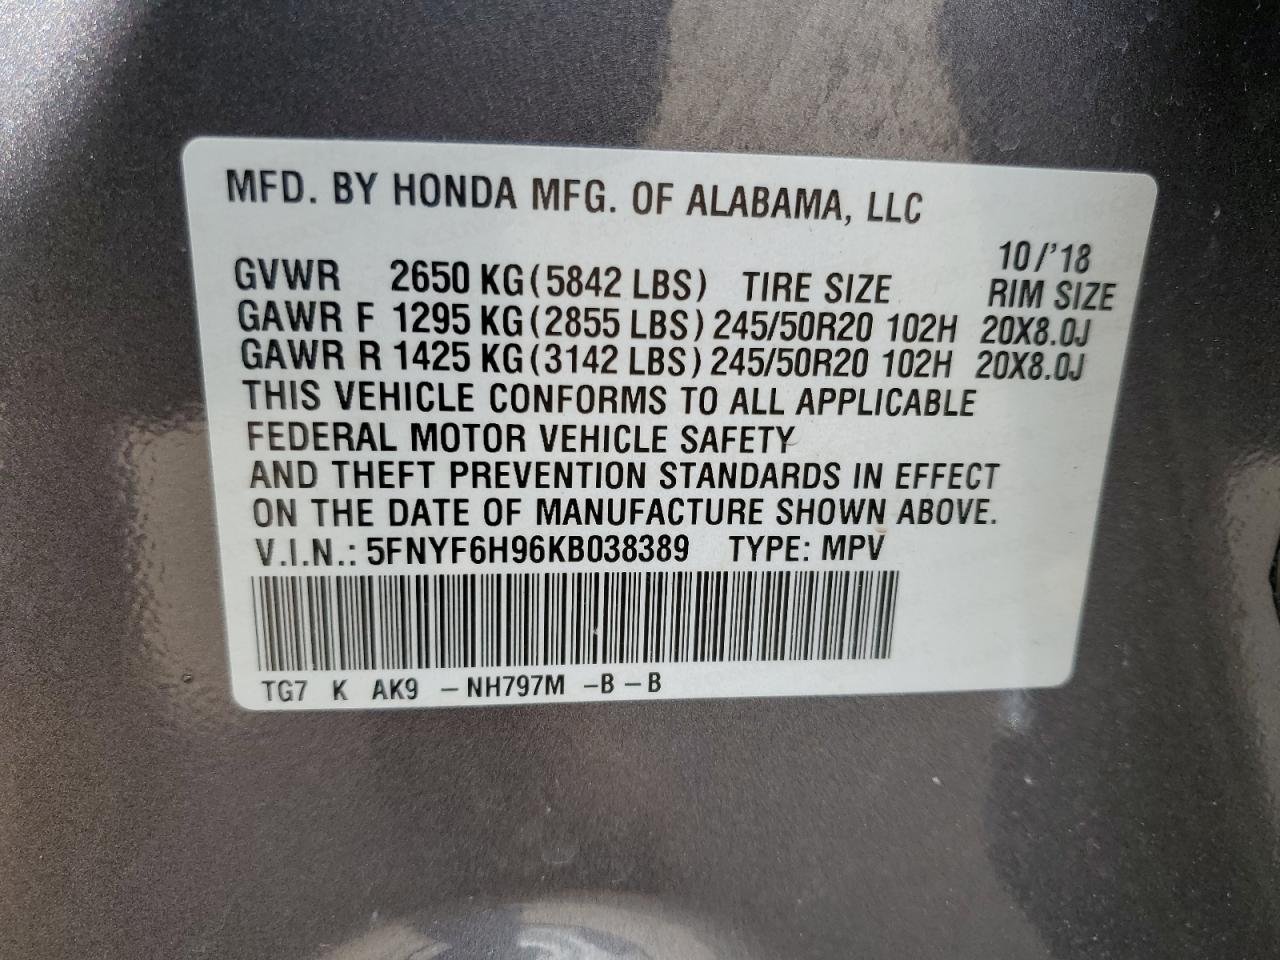 MFD. BY HONDA MFG. OF ALABAMA, LLC
10/'18
GVWR 2650 KG(5842 LBS) TIRE SIZE RIM SIZE
GAWR F 1295 KG(2855 LBS) 245/50R20 102H 20X8.0J
GAWR R 1425 KG(3142 LBS) 245/50R20 102H 20X8.0J
THIS VEHICLE CONFORMS TO ALL APPLICABLE
FEDERAL MOTOR VEHICLE SAFETY
AND THEFT PREVENTION STANDARDS IN EFFECT
ON THE DATE OF MANUFACTURE SHOWN ABOVE.
V.I.N.: 5FNYF6H96KB038389 TYPE: MPV
TG7 K AK9 -NH797M -B-B